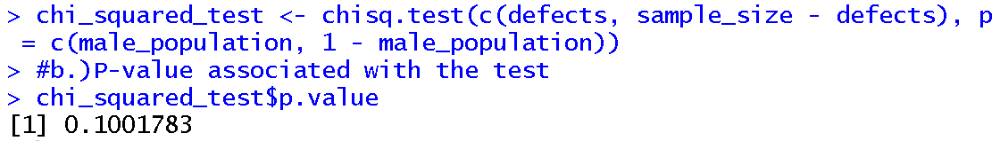 > chi_squared_test <- chisq.test(c(defects, sample_size - defects), p
 = c(male_population, 1 - male_population))
> #b.)P-value associated with the test
> chi_squared_test$p.value
[1] 0.1001783